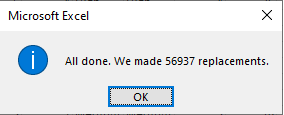 Microsoft Excel
All done. We made 56937 replacements.
OK